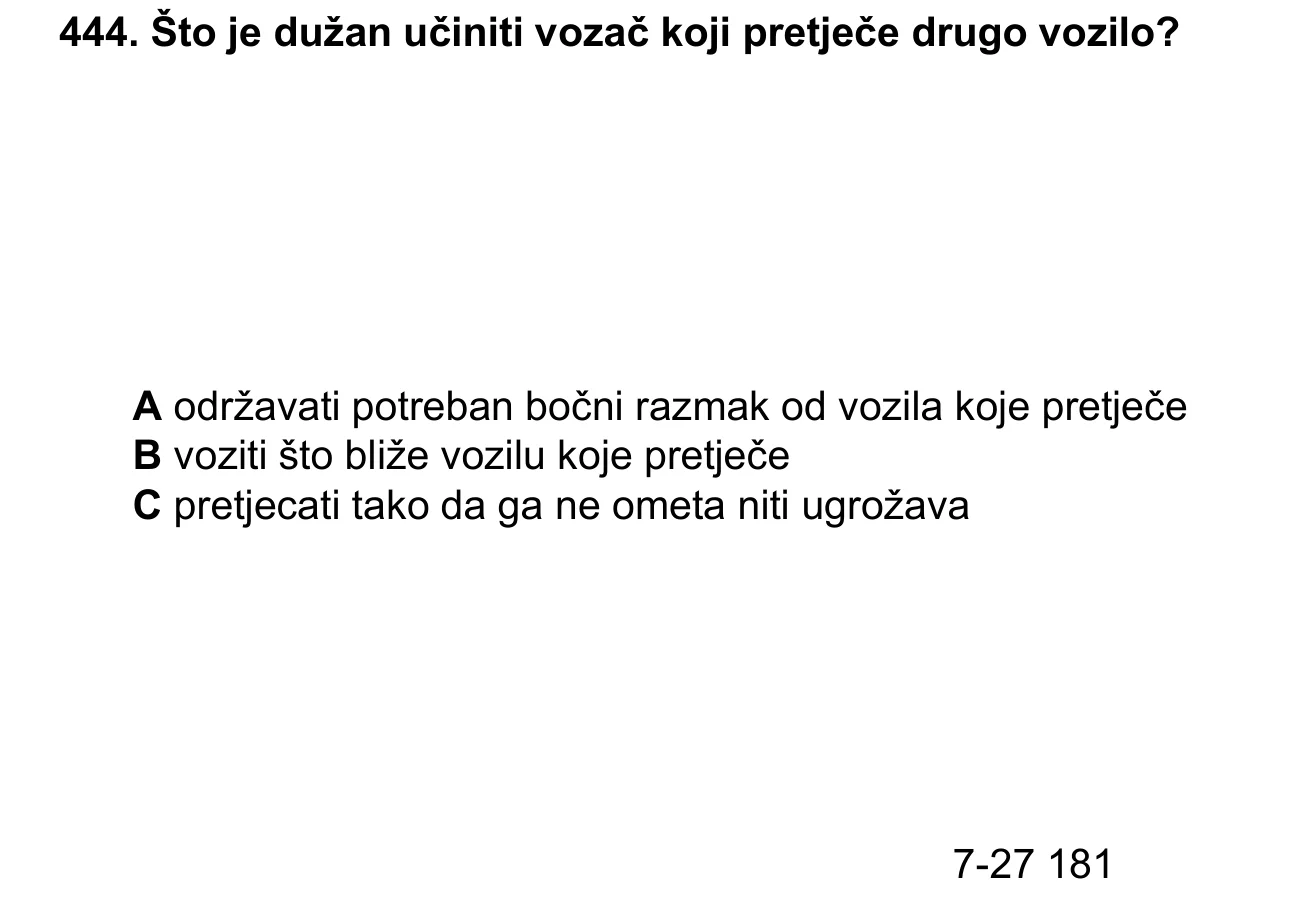 444. Što je dužan učiniti vozač koji pretječe drugo vozilo?
A održavati potreban bočni razmak od vozila koje pretječe
B voziti što bliže vozilu koje pretječe
C pretjecati tako da ga ne ometa niti ugrožava
7-27 181